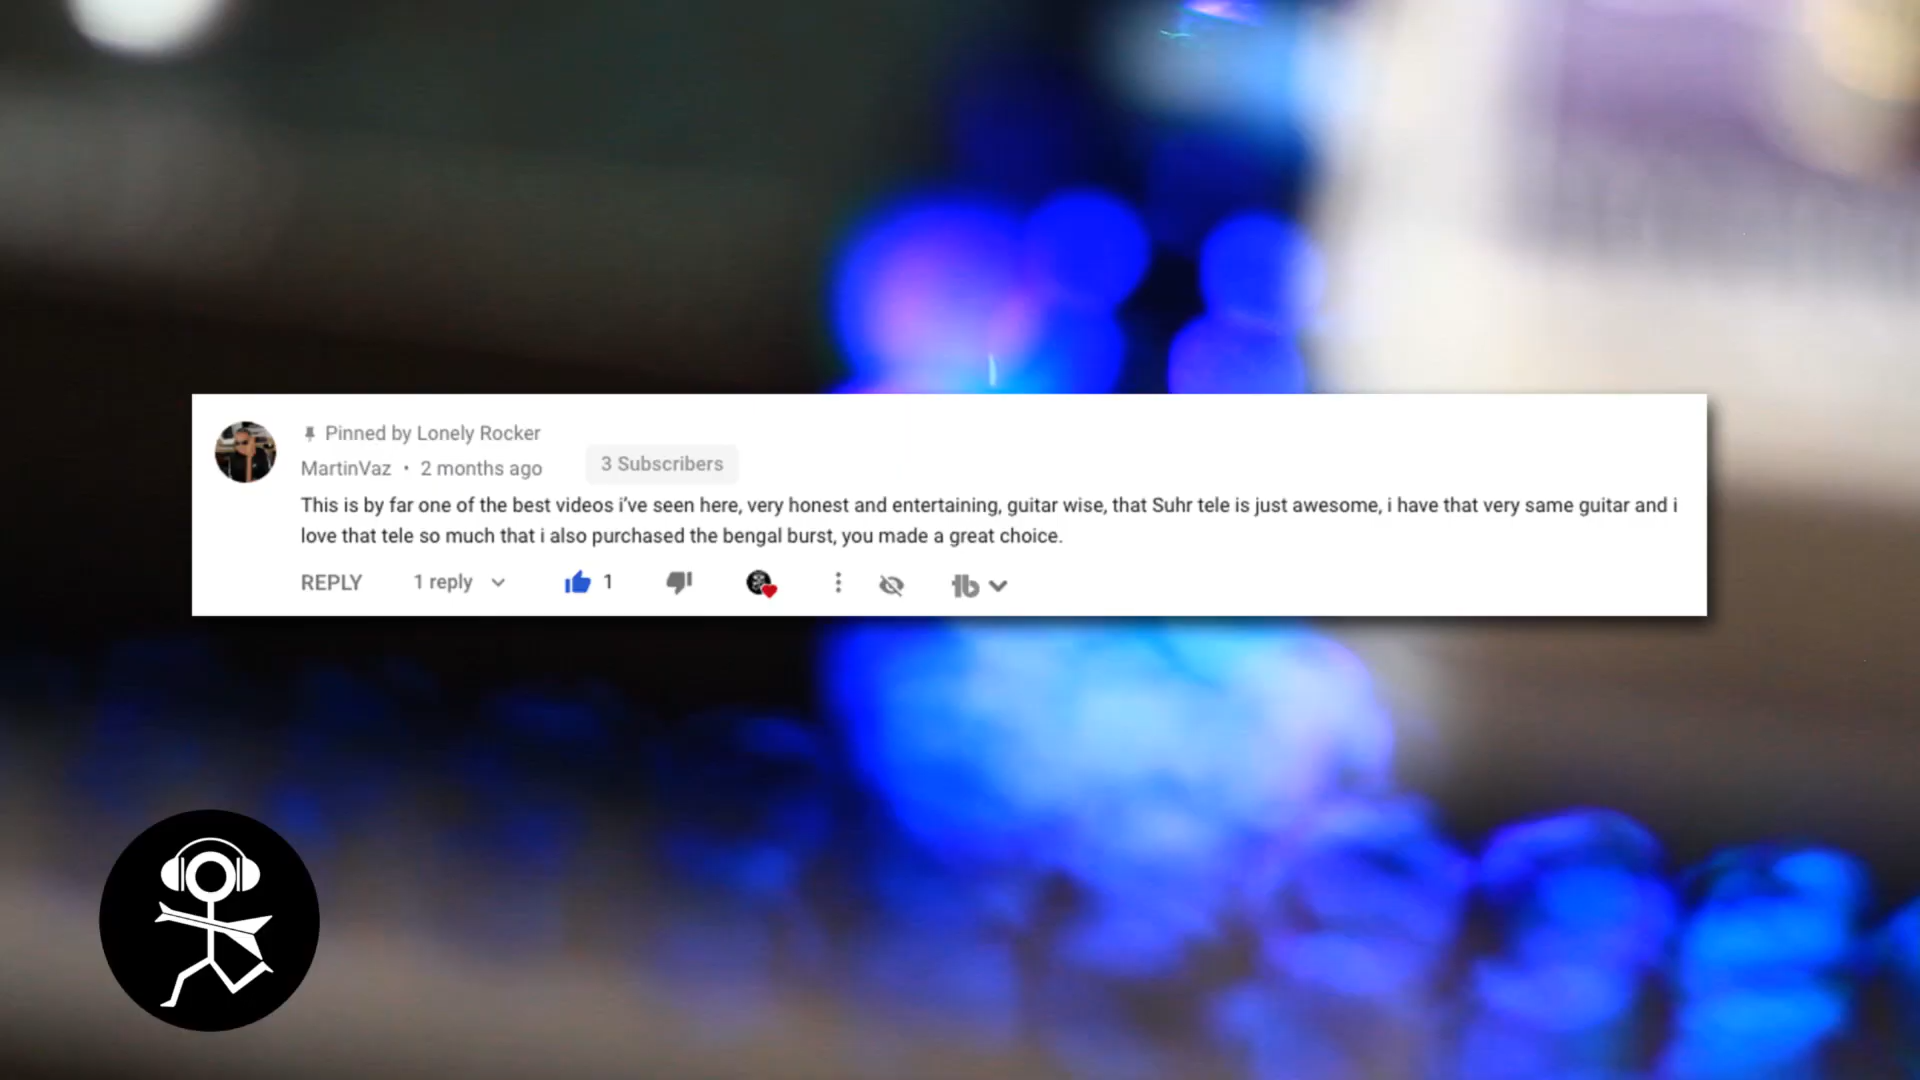 Pinned by Lonely Rocker
MartinVaz • 2 months ago 3 Subscribers
This is by far one of the best videos i've seen here, very honest and entertaining, guitar wise, that Suhr tele is just awesome, i have that very same guitar and i
love that tele so much that i also purchased the bengal burst, you made a great choice.
REPLY 1 reply 1